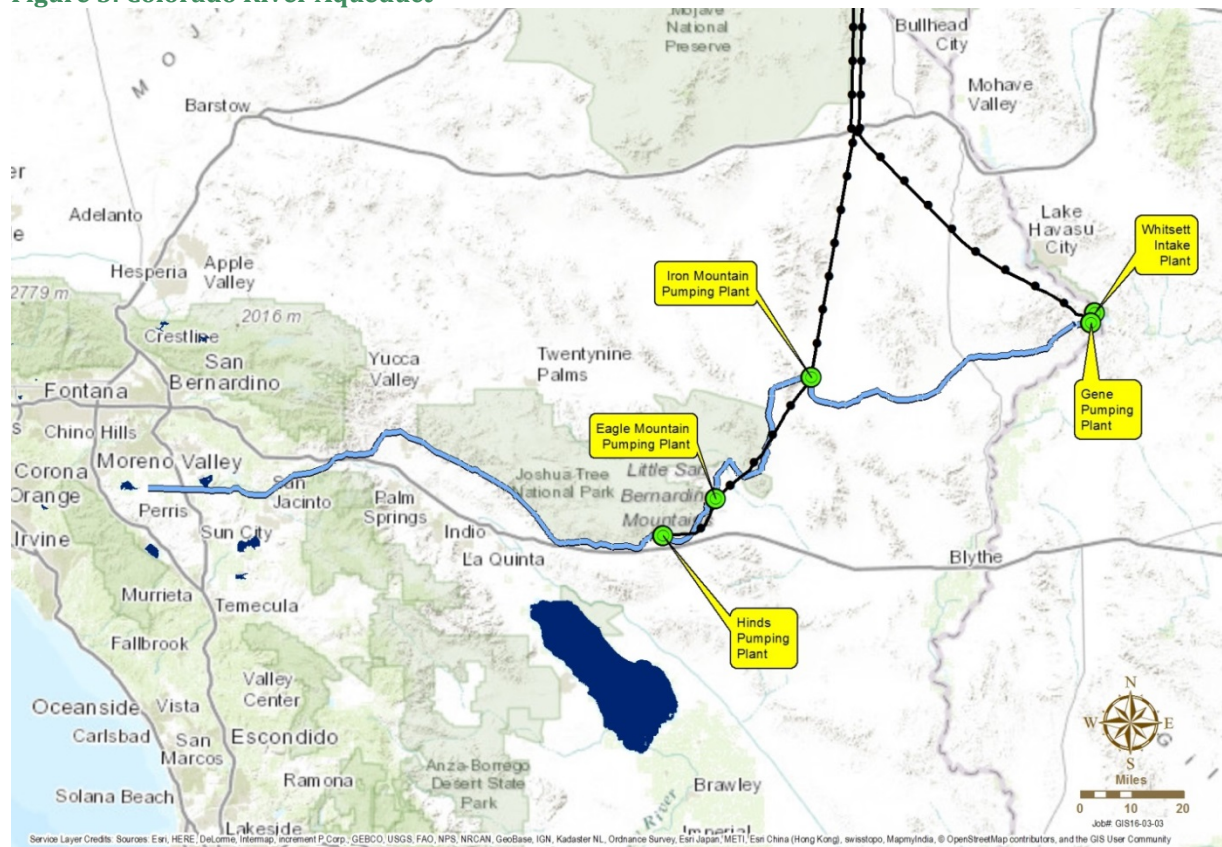 Mojave
National
Preserve
Bullhead
City
Mohave
Valley
M O J
Barstow
er
Adelanto
e
Lake
Havasu
City
Whitsett
Intake
Plant
Hesperia
Apple
Valley
Iron Mountain
Pumping Plant
2779 m
2016 m
Crestline
San
Bernardino
Yucca
Valley
Twentynine
Palms
Fontana
Gene
Pumping
Plant
s
Chino Hills
Eagle Mountain
Pumping Plant
Corona
Moreno Valley
San
Jacinto
Joshua Tree
National Park
Little San
Bernardino
Mountains
Orange
Perris
Palm
Springs
Irvine
Sun City
Indio
La Quinta
Blythe
Murrieta
Temecula
Hinds
Pumping
Plant
Fallbrook
Valley
Center
N
W
E
S
G
Oceanside
Vista
Carlsbad
San
Marcos
Escondido
Anza-Borrego
Desert State
Park
Ramona
Brawley
Miles
0 10 20
Solana Beach
River
Job# GIS16-03-03
Lakeside
Imperial
Service Layer Credits: Sources: Esri, HERE, DeLorme, Intermap, increment P Corp., GEBCO, USGS, FAO, NPS, NRCAN, GeoBase, IGN, Kadaster NL, Ordnance Survey, Esri Japan, METI, Esri China (Hong Kong), swisstopo, MapmyIndia, © OpenStreetMap contributors, and the GIS User Community